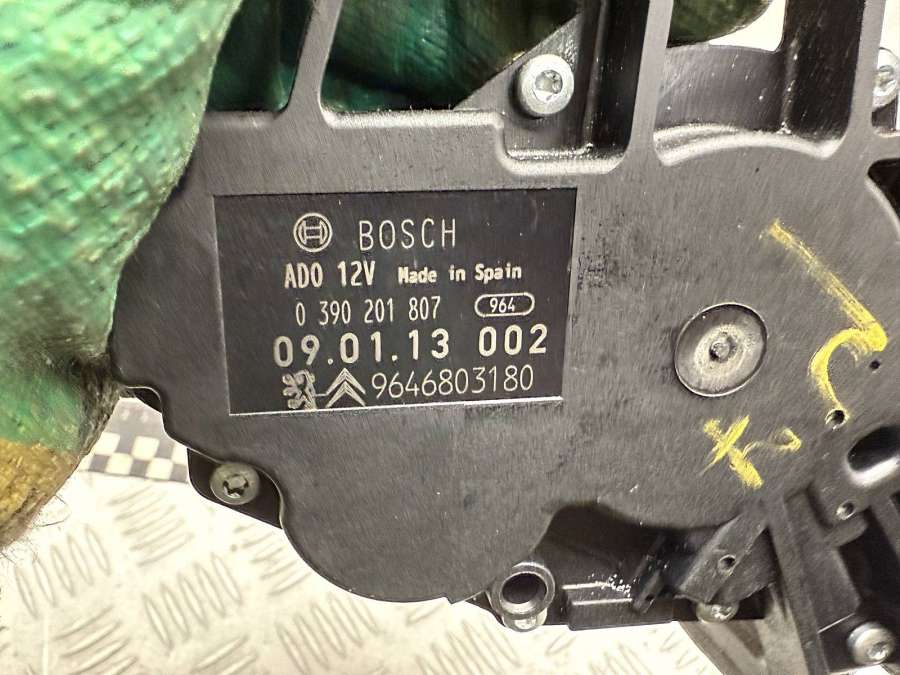 BOSCH
ADO 12V Made in Spain
0 390 201 807 964
09.01.13 002
9646803180